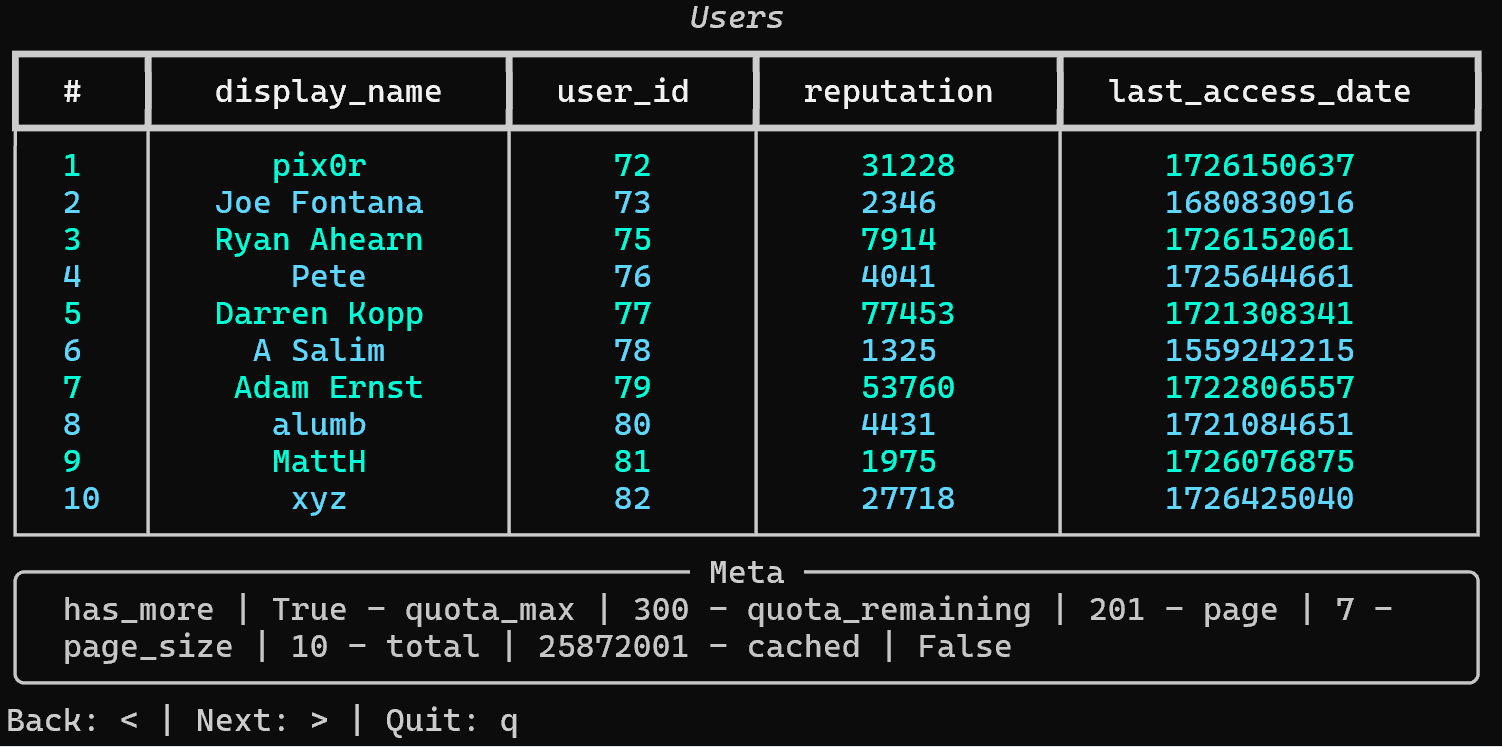 Users
# display_name user_id reputation last_access_date
1 pix0r 72 31228 1726150637
2 Joe Fontana 73 2346 1680830916
3 Ryan Ahearn 75 7914 1726152061
4 Pete 76 4041 1725644661
5 Darren Kopp 77 77453 1721308341
6 A Salim 78 1325 1559242215
7 Adam Ernst 79 53760 1722806557
8 alumb 80 4431 1721084651
9 MattH 81 1975 1726076875
10 xyz 82 27718 1726425040
Meta
has_more | True - quota_max | 300 - quota_remaining | 201 - page | 7 -
page_size | 10 - total | 25872001 - cached | False
Back: < | Next: > | Quit: q